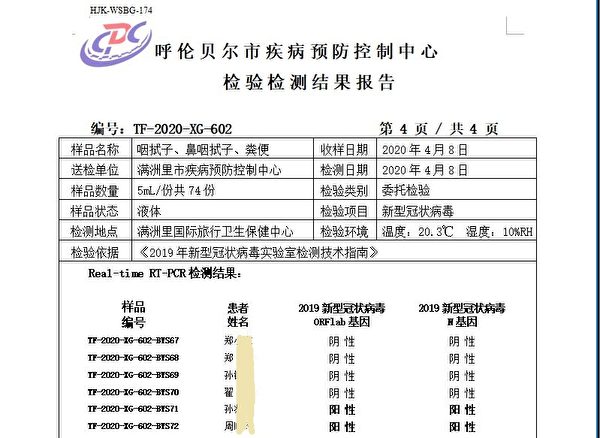 HJK-WSBG-174
CDC
呼伦贝尔市疾病预防控制中心
检验检测结果报告
编号：TF-2020-XG-602 第 4 页 / 共 4 页
样品名称 咽拭子、鼻咽拭子、粪便 收样日期 2020 年 4 月 8 日
送检单位 满洲里市疾病预防控制中心 检测日期 2020 年 4 月 8 日
样品数量 5mL/份共 74 份 检验类别 委托检验
样品状态 液体 检验项目 新型冠状病毒
检测地点 满洲里国际旅行卫生保健中心 检验环境 温度：20.3℃ 湿度：10%RH
检验依据 《2019 年新型冠状病毒实验室检测技术指南》
Real-time RT-PCR 检测结果：
样品 患者 2019 新型冠状病毒 2019 新型冠状病毒
编号 姓名 ORFlab 基因 N 基因
TF-2020-XG-602-BYS67 郑 阴 性 阴 性
TF-2020-XG-602-BYS68 郑 阴 性 阴 性
TF-2020-XG-602-BYS69 孙 阴 性 阴 性
TF-2020-XG-602-BYS70 翟 阴 性 阴 性
TF-2020-XG-602-BYS71 孙 阳 性 阳 性
TF-2020-XG-602-BYS72 周 阳 性 阳 性